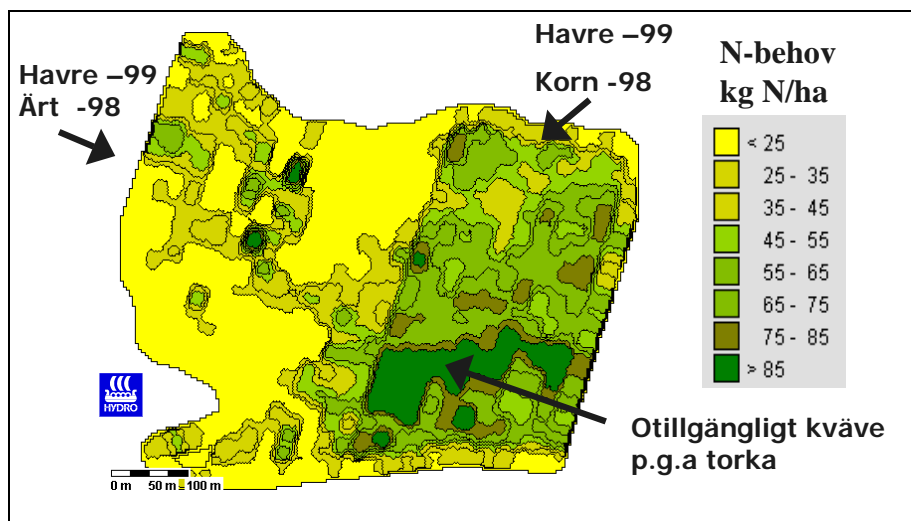 Havre –99
Ärt -98
Havre –99
Korn -98
N-behov
kg N/ha
< 25
25 - 35
35 - 45
45 - 55
55 - 65
65 - 75
75 - 85
> 85
HYDRO
Otillgängligt kväve
p.g.a torka
0 m 50 m 100 m